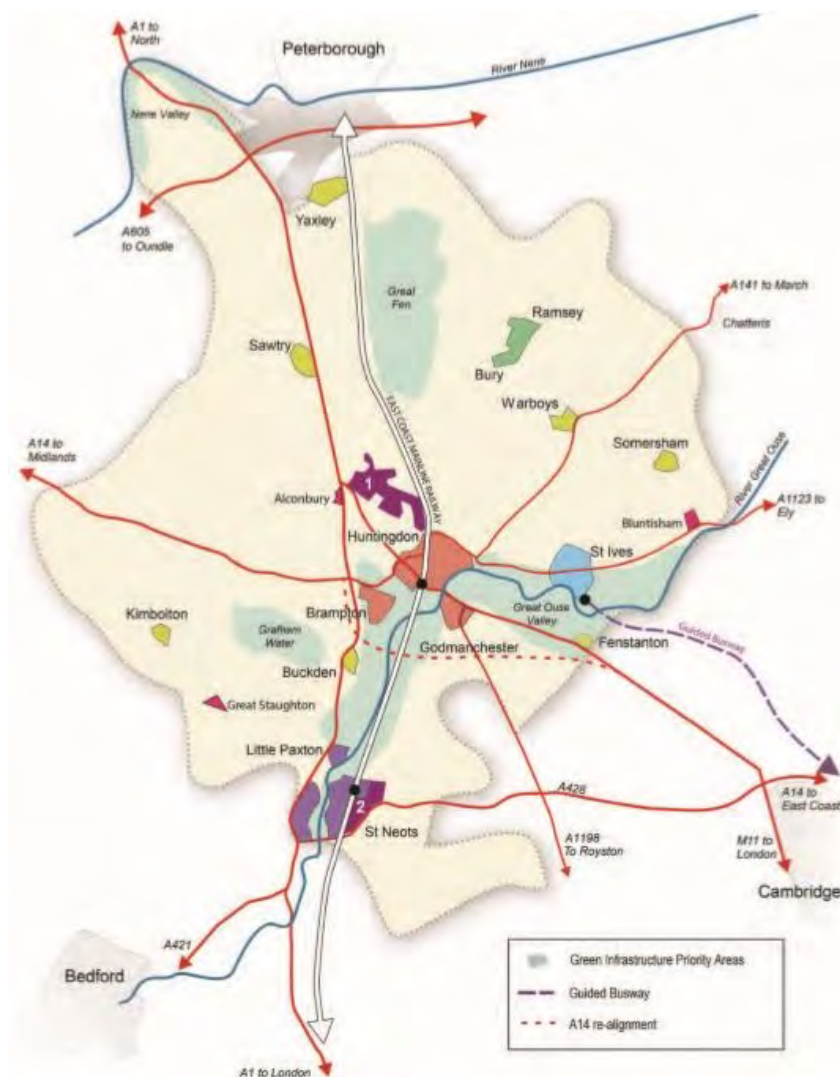 A1 to
North
Peterborough
River Nene
Nene Valley
A605
to Oundle
Yaxley
Great
Fen
A141 to March
Chatteris
Ramsey
Bury
Sawtry
Warboys
Somersham
A14 to
Midlands
EAST COAST MAINLINE RAILWAY
River Great Ouse
1
Alconbury
A1123 to
Ely
Bluntisham
Huntingdon
St Ives
Kimbolton
Brampton
Great Ouse
Valley
Grafham
Water
Godmanchester
Fenstanton
Guided Busway
Buckden
Great Staughton
Little Paxton
2
St Neots
A428
A14 to
East Coast
A1198
To Royston
M11 to
London
Cambridge
A421
Bedford
Green Infrastructure Priority Areas
Guided Busway
A14 re-alignment
A1 to London